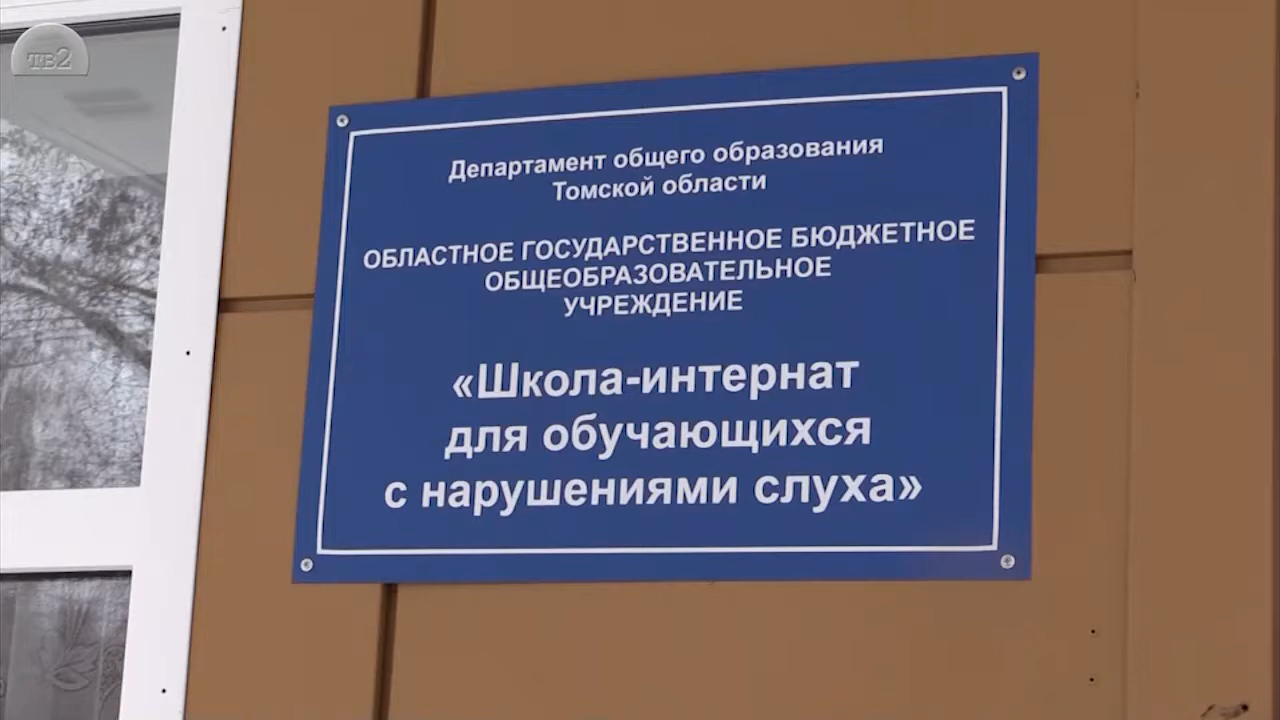 тв2
Департамент общего образования
Томской области
ОБЛАСТНОЕ ГОСУДАРСТВЕННОЕ БЮДЖЕТНОЕ
ОБЩЕОБРАЗОВАТЕЛЬНОЕ
УЧРЕЖДЕНИЕ
«Школа-интернат
для обучающихся
с нарушениями слуха»